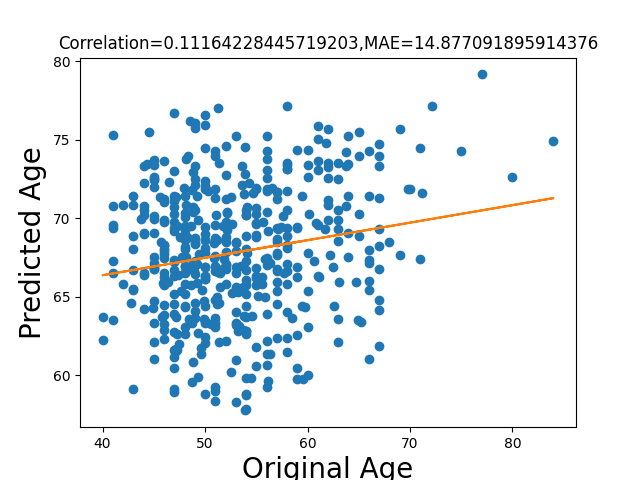 Correlation=0.11164228445719203,MAE=14.877091895914376
80
75
70
65
60
Predicted Age
40 50 60 70 80
Original Age